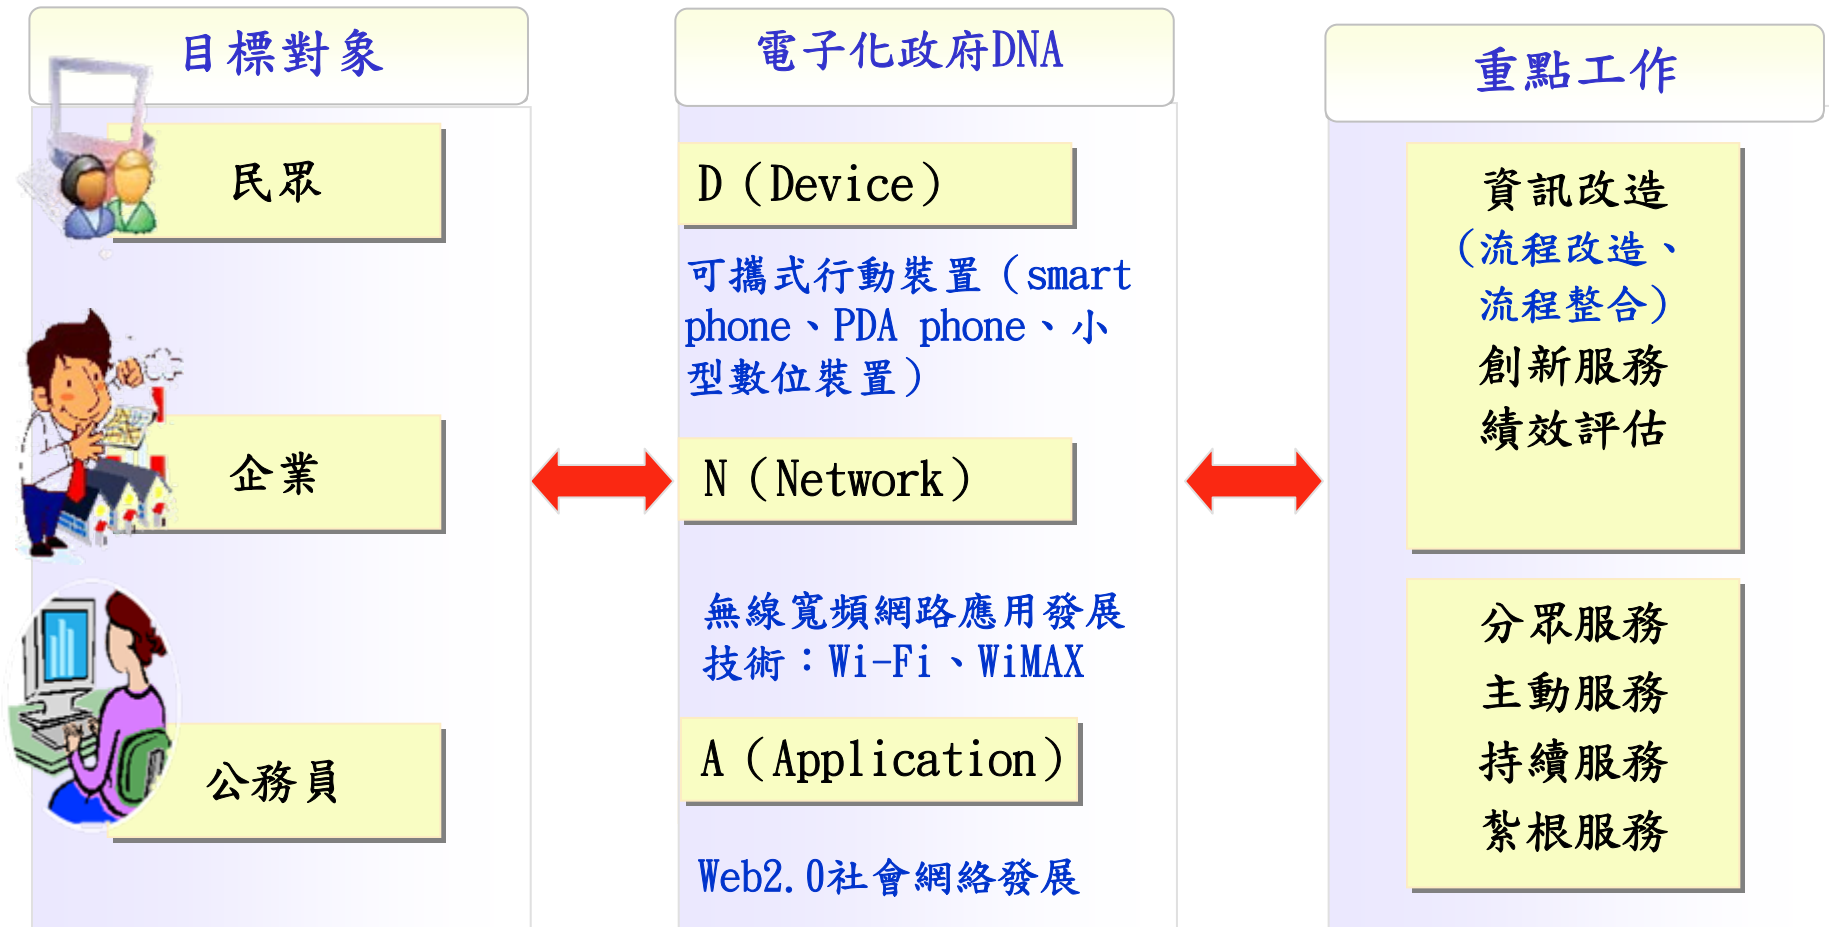 目標對象
民眾
企業
公務員
電子化政府DNA
D（Device）
可攜式行動裝置（smart
phone、PDA phone、小
型數位裝置）
N（Network）
無線寬頻網路應用發展
技術：Wi-Fi、WiMAX
A（Application）
Web2.0社會網絡發展
重點工作
資訊改造
（流程改造、
流程整合）
創新服務
績效評估
分眾服務
主動服務
持續服務
紮根服務